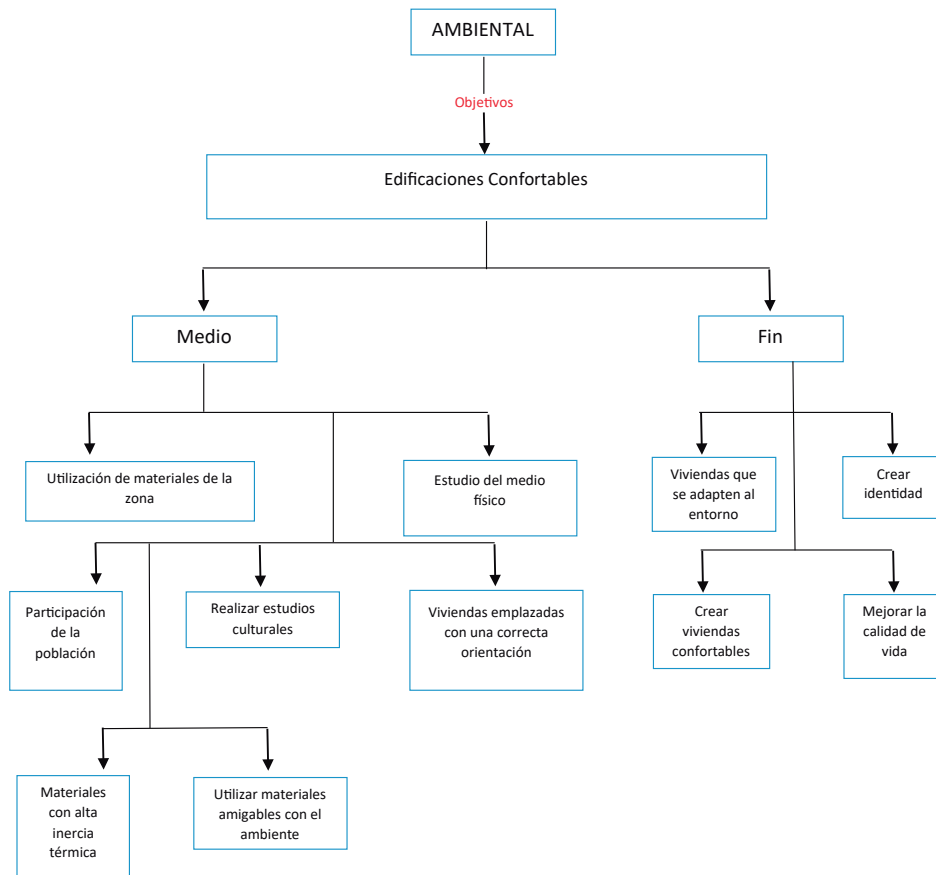 AMBIENTAL
Objetivos
Edificaciones Confortables
Medio
Fin
Utilización de materiales de la
zona
Estudio del medio
físico
Viviendas que
se adapten al
entorno
Crear
identidad
Participación
de la
población
Realizar estudios
culturales
Viviendas emplazadas
con una correcta
orientación
Crear
viviendas
confortables
Mejorar la
calidad de
vida
Materiales
con alta
inercia
térmica
Utilizar materiales
amigables con el
ambiente